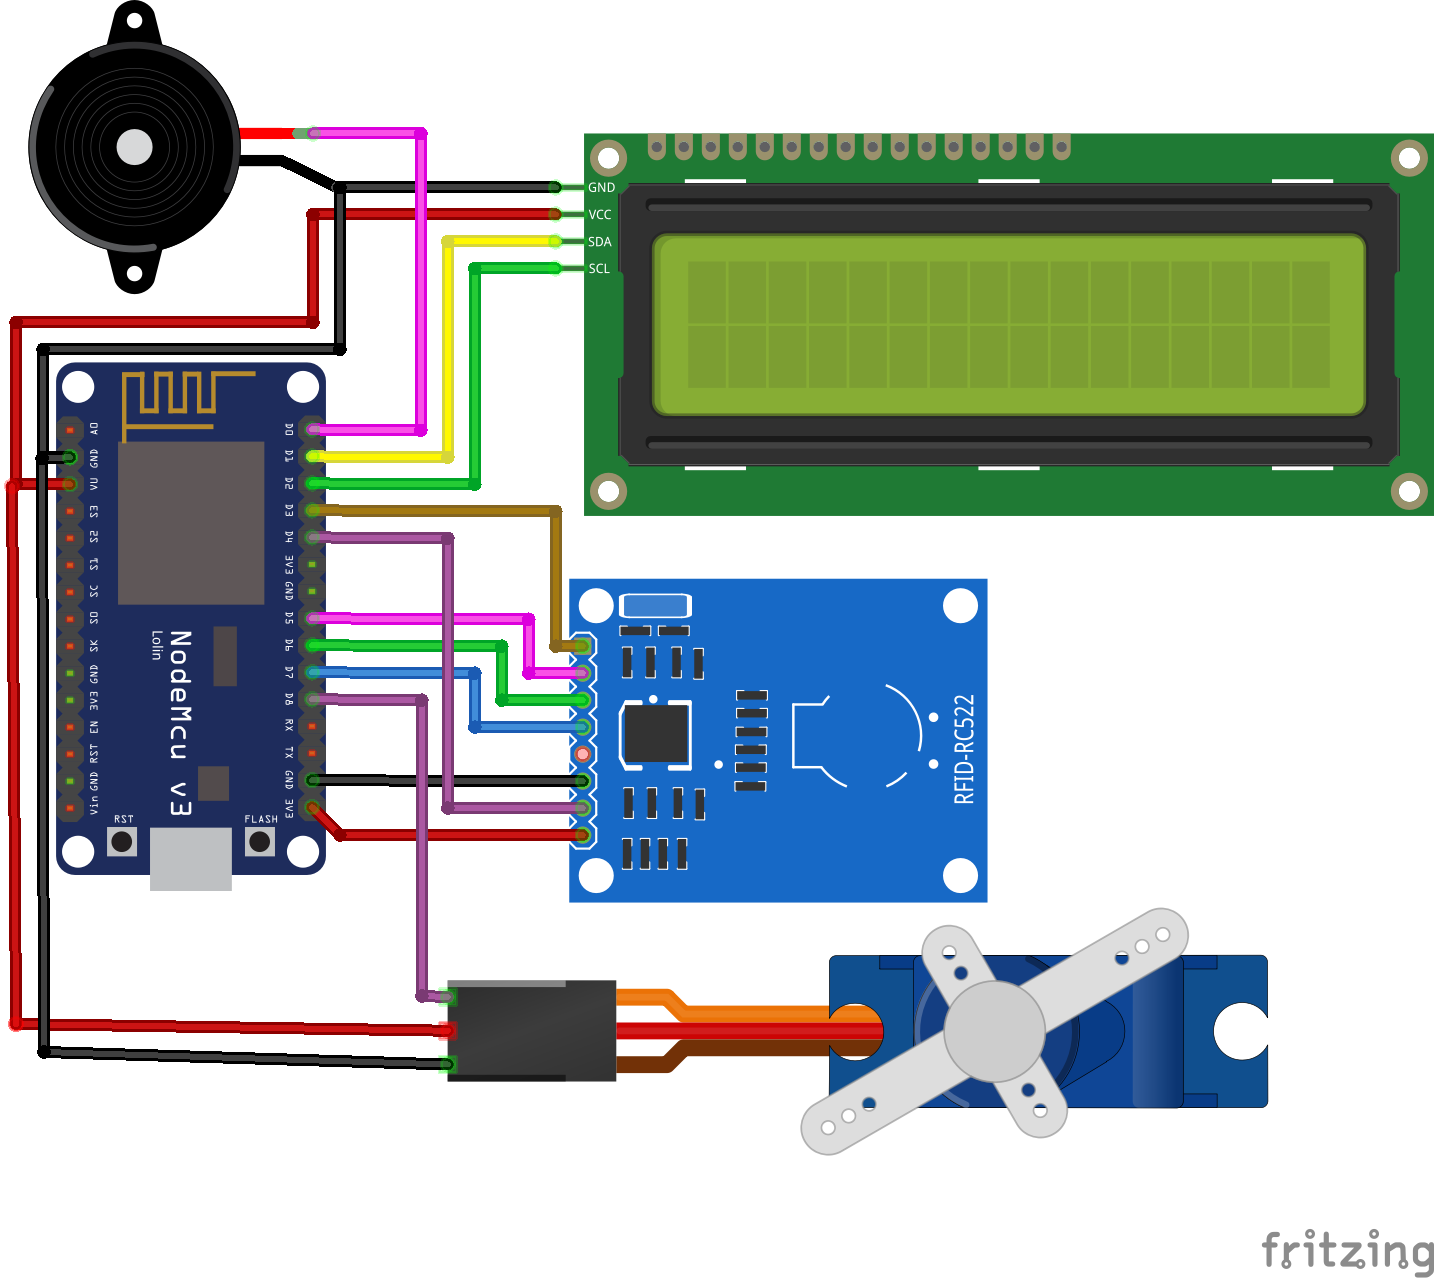 GND
VCC
SDA
SCL
A0
GND
VU
S3
S2
S1
SC
S0
SK
GND
3V3
EN
RST
GND
Vin
D0
D1
D2
D3
D4
3V3
GND
D5
D6
D7
D8
RX
TX
GND
3V3
NodeMcu v3
Lolin
RST
FLASH
RFID-RC522
fritzing